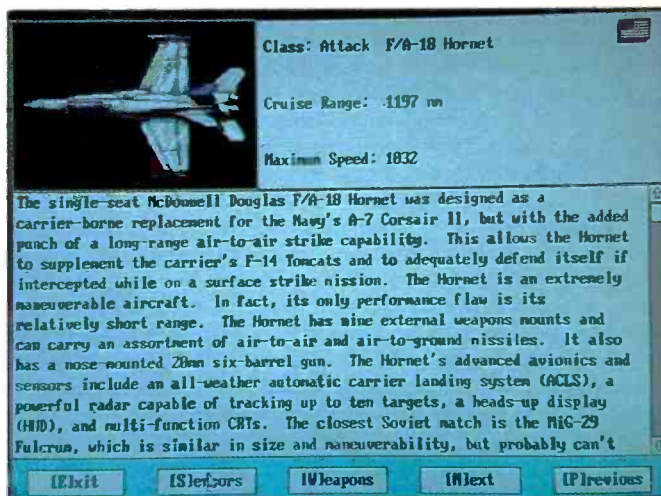 Class: Attack F/A-18 Hornet
Cruise Range: 1197 nm
Maximum Speed: 1032
The single-seat McDonnell Douglas F/A-18 Hornet was designed as a
carrier-borne replacement for the Navy's A-7 Corsair II, but with the added
punch of a long-range air-to-air strike capability. This allows the Hornet
to supplement the carrier's F-14 Tomcats and to adequately defend itself if
intercepted while on a surface strike mission. The Hornet is an extremely
maneuverable aircraft. In fact, its only performance flaw is its
relatively short range. The Hornet has nine external weapons mounts and
can carry an assortment of air-to-air and air-to-ground missiles. It also
has a nose-mounted 20mm six-barrel gun. The Hornet's advanced avionics and
sensors include an all-weather automatic carrier landing system (ACLS), a
powerful radar capable of tracking up to ten targets, a heads-up display
(HUD), and multi-function CRTs. The closest Soviet match is the MiG-29
Fulcrum, which is similar in size and maneuverability, but probably can't
[E]xit [S]ensors [W]eapons [N]ext [P]revious